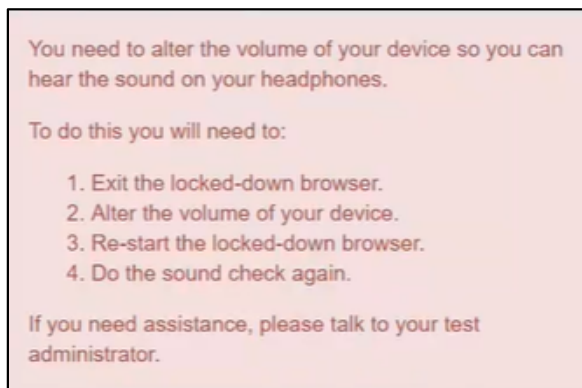 You need to alter the volume of your device so you can
hear the sound on your headphones.
To do this you will need to:
1. Exit the locked-down browser.
2. Alter the volume of your device.
3. Re-start the locked-down browser.
4. Do the sound check again.
If you need assistance, please talk to your test
administrator.